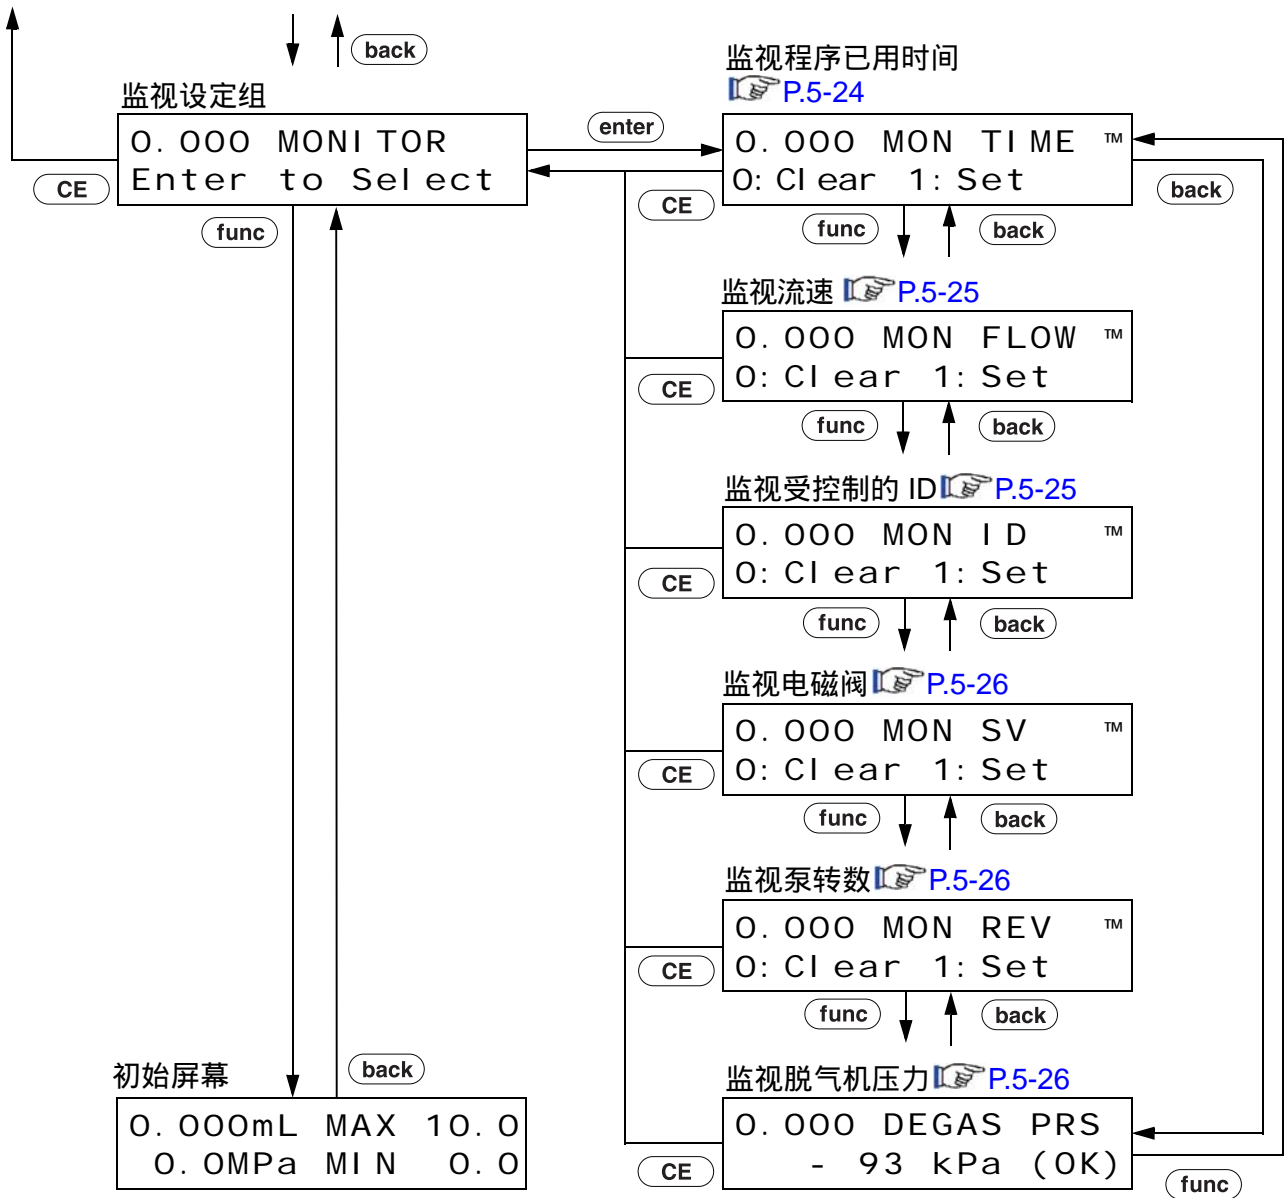 back
监视设定组
0.000 MONITOR
Enter to Select
CE
func
enter
监视程序已用时间
P.5-24
0.000 MON TIME ™
0:Clear 1:Set
CE
back
func
back
监视流速 P.5-25
0.000 MON FLOW ™
0:Clear 1:Set
CE
func
back
监视受控制的 ID P.5-25
0.000 MON ID ™
0:Clear 1:Set
CE
func
back
监视电磁阀 P.5-26
0.000 MON SV ™
0:Clear 1:Set
CE
func
back
监视泵转数 P.5-26
0.000 MON REV ™
0:Clear 1:Set
CE
func
back
初始屏幕
back
0.000mL MAX 10.0
0.0MPa MIN 0.0
监视脱气机压力 P.5-26
0.000 DEGAS PRS
- 93 kPa (OK)
CE
func